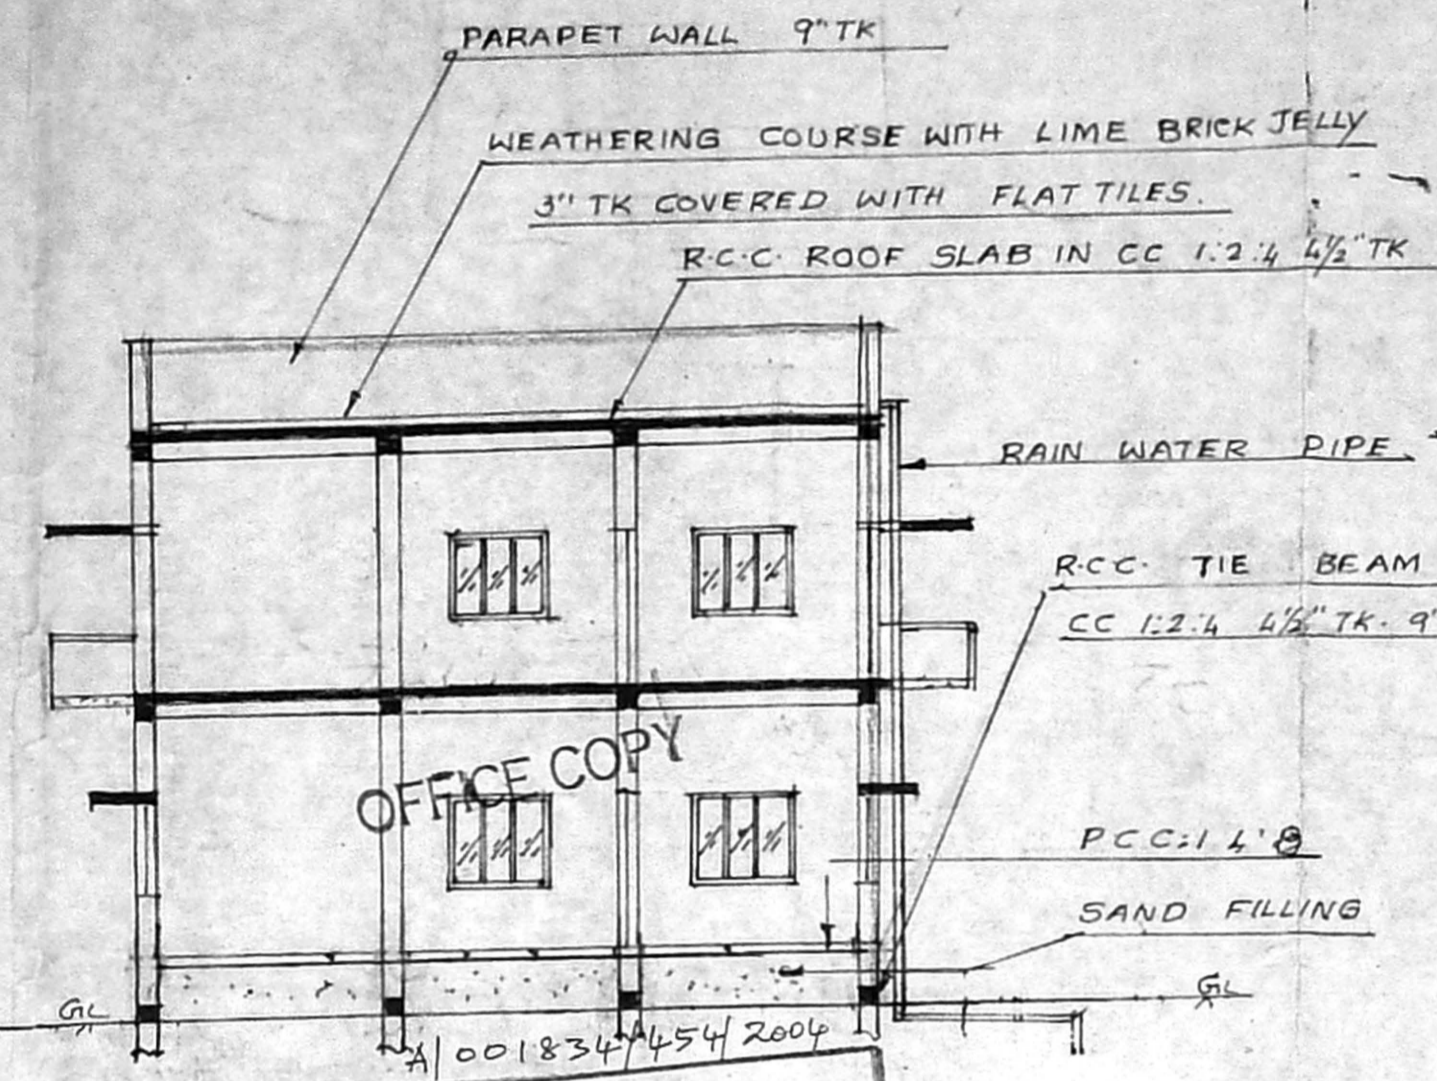 PARAPET WALL 9" TK
WEATHERING COURSE WITH LIME BRICK JELLY
3" TK COVERED WITH FLAT TILES.
R.C.C. ROOF SLAB IN CC 1:2:4 4½" TK
RAIN WATER PIPE
R.C.C. TIE BEAM
CC 1:2:4 4½" TK. 9"
OFFICE COPY
P C C:1 4' 8
SAND FILLING
GL
GL
A/001834/454/2004